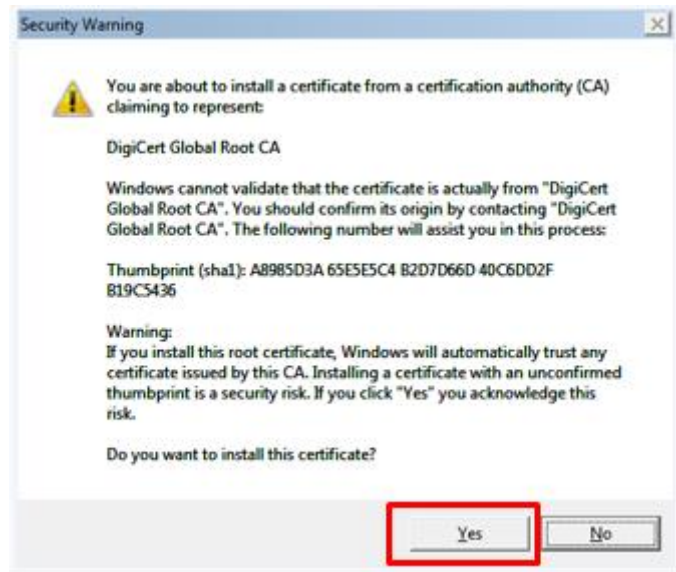 Security Warning
You are about to install a certificate from a certification authority (CA)
claiming to represent:
DigiCert Global Root CA
Windows cannot validate that the certificate is actually from "DigiCert
Global Root CA". You should confirm its origin by contacting "DigiCert
Global Root CA". The following number will assist you in this process:
Thumbprint (sha1): A8985D3A 65E5E5C4 B2D7D66D 40C6DD2F
B19C5436
Warning:
If you install this root certificate, Windows will automatically trust any
certificate issued by this CA. Installing a certificate with an unconfirmed
thumbprint is a security risk. If you click "Yes" you acknowledge this
risk.
Do you want to install this certificate?
Yes
No